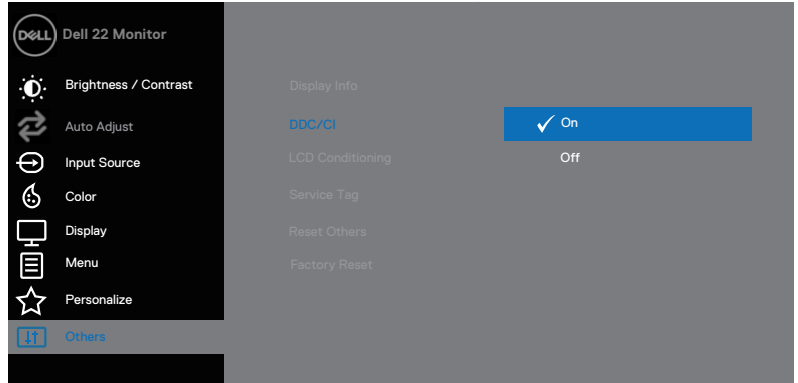 DELL
Dell 22 Monitor
Brightness / Contrast
Auto Adjust
Input Source
Color
Display
Menu
Personalize
Others
Display Info
DDC/CI
LCD Conditioning
Service Tag
Reset Others
Factory Reset
On
Off